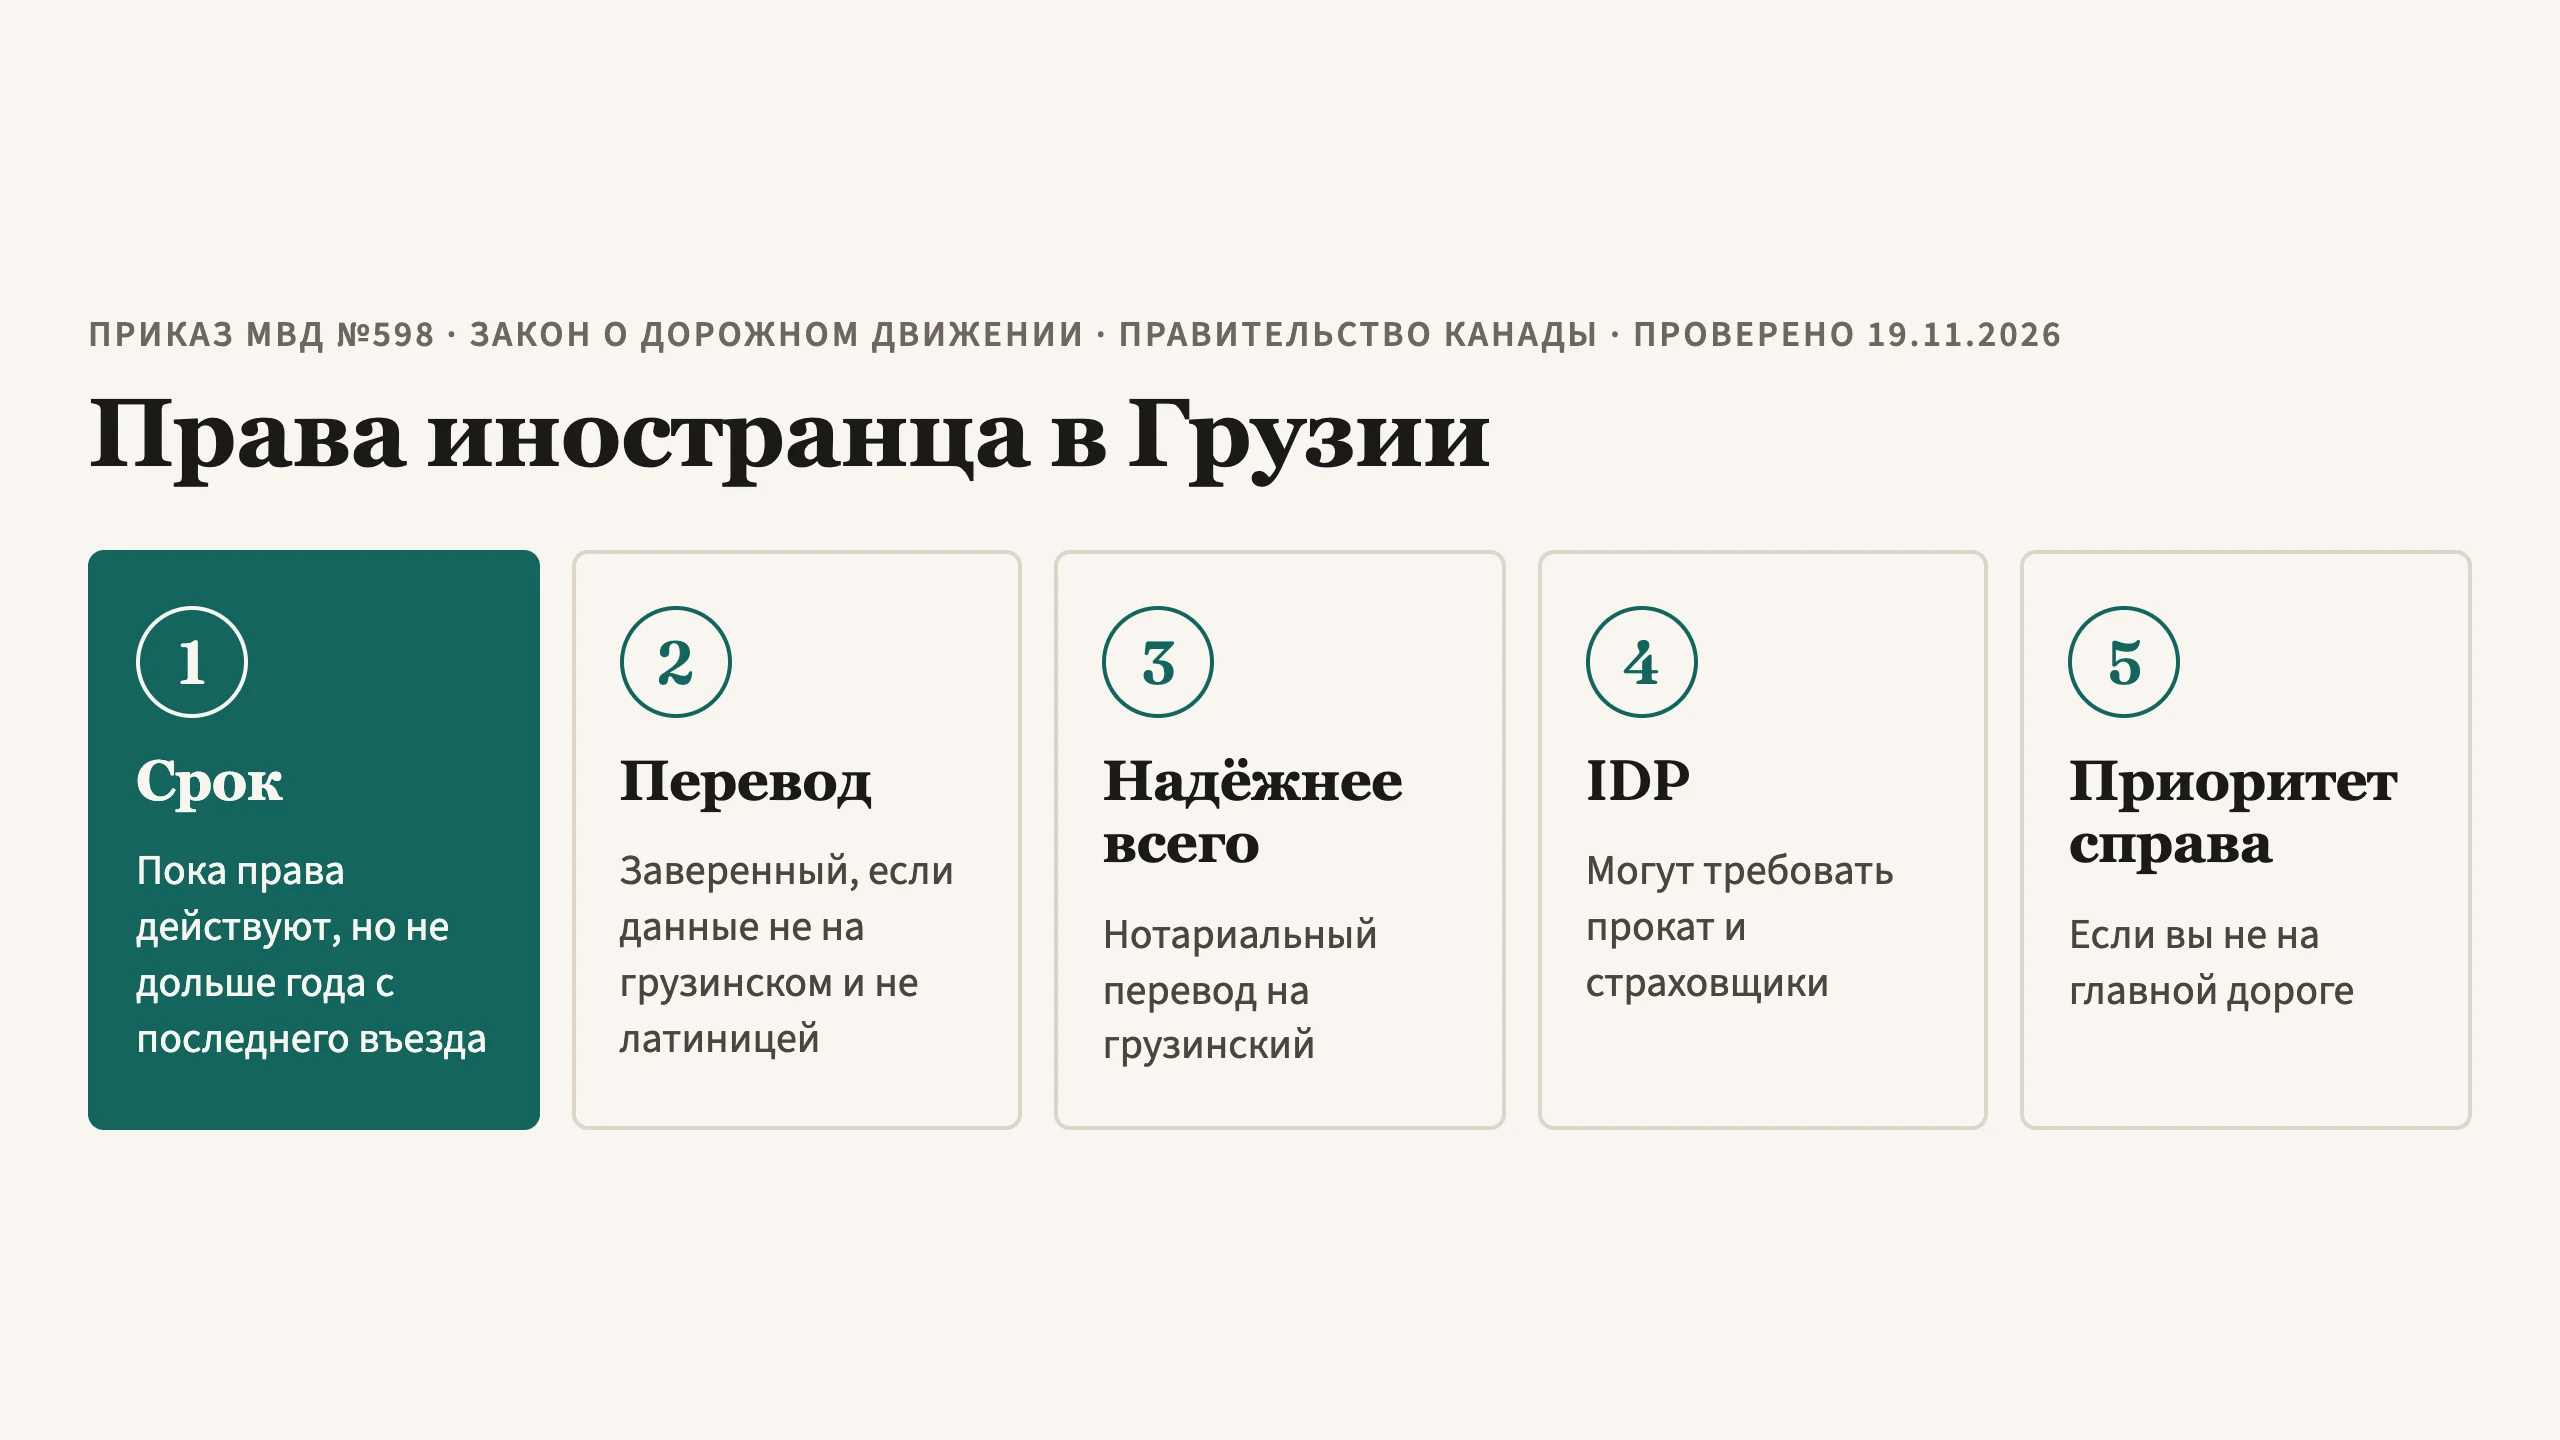 ПРИКАЗ МВД №598 · ЗАКОН О ДОРОЖНОМ ДВИЖЕНИИ · ПРАВИТЕЛЬСТВО КАНАДЫ · ПРОВЕРЕНО 19.11.2026
Права иностранца в Грузии
1
Срок
Пока права
действуют, но не
дольше года с
последнего въезда
2
Перевод
Заверенный, если
данные не на
грузинском и не
латиницей
3
Надёжнее
всего
Нотариальный
перевод на
грузинский
4
IDP
Могут требовать
прокат и
страховщики
5
Приоритет
справа
Если вы не на
главной дороге